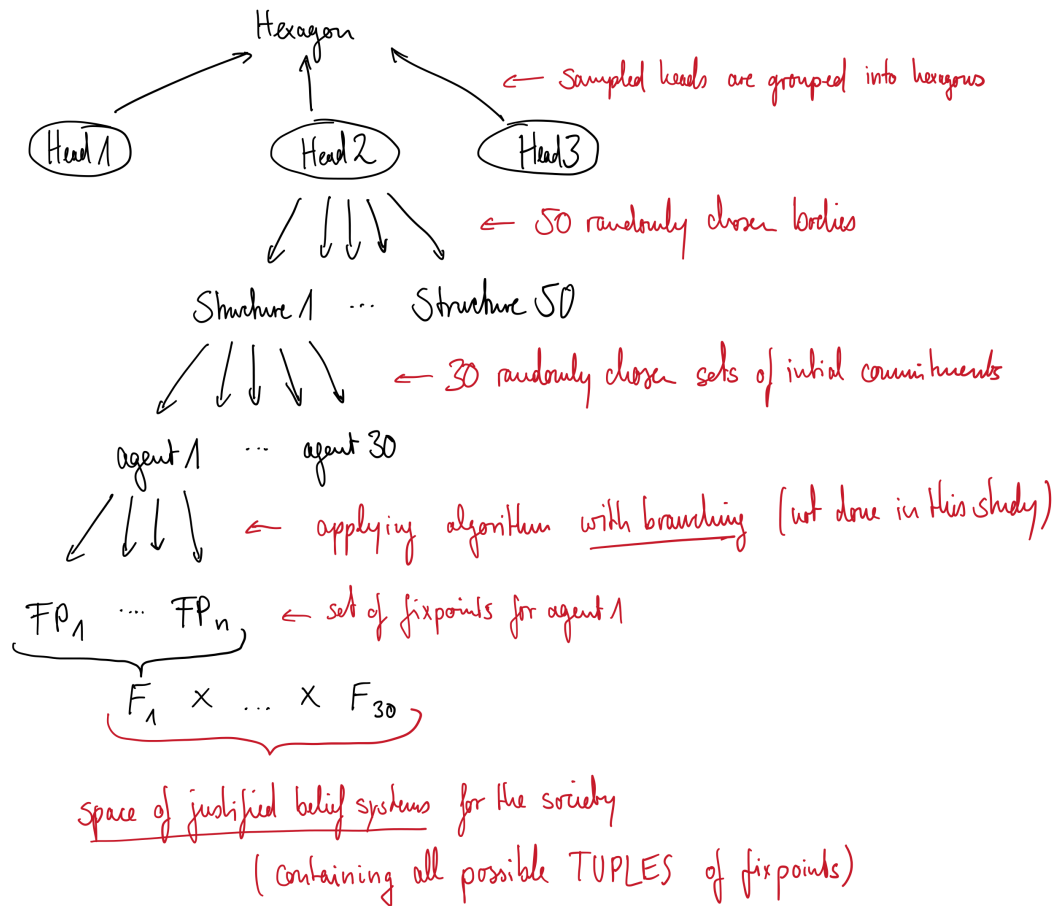 Hexagon
← sampled heads are grouped into hexagons
Head 1 Head 2 Head 3
← 50 randomly chosen bodies
Structure 1 ... Structure 50
← 30 randomly chosen sets of initial commitments
agent 1 ... agent 30
← applying algorithm with branching (not done in this study)
FP₁ ... FPₙ ← set of fixpoints for agent 1
F₁ × ... × F₃₀
space of justified belief systems for the society
(containing all possible TUPLES of fixpoints)